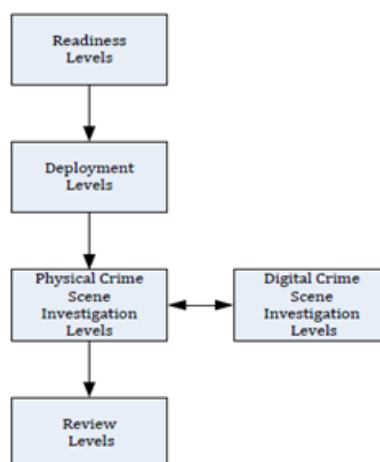 Readiness
Levels
Deployment
Levels
Physical Crime
Scene
Investigation
Levels
Digital Crime
Scene
Investigation
Levels
Review
Levels